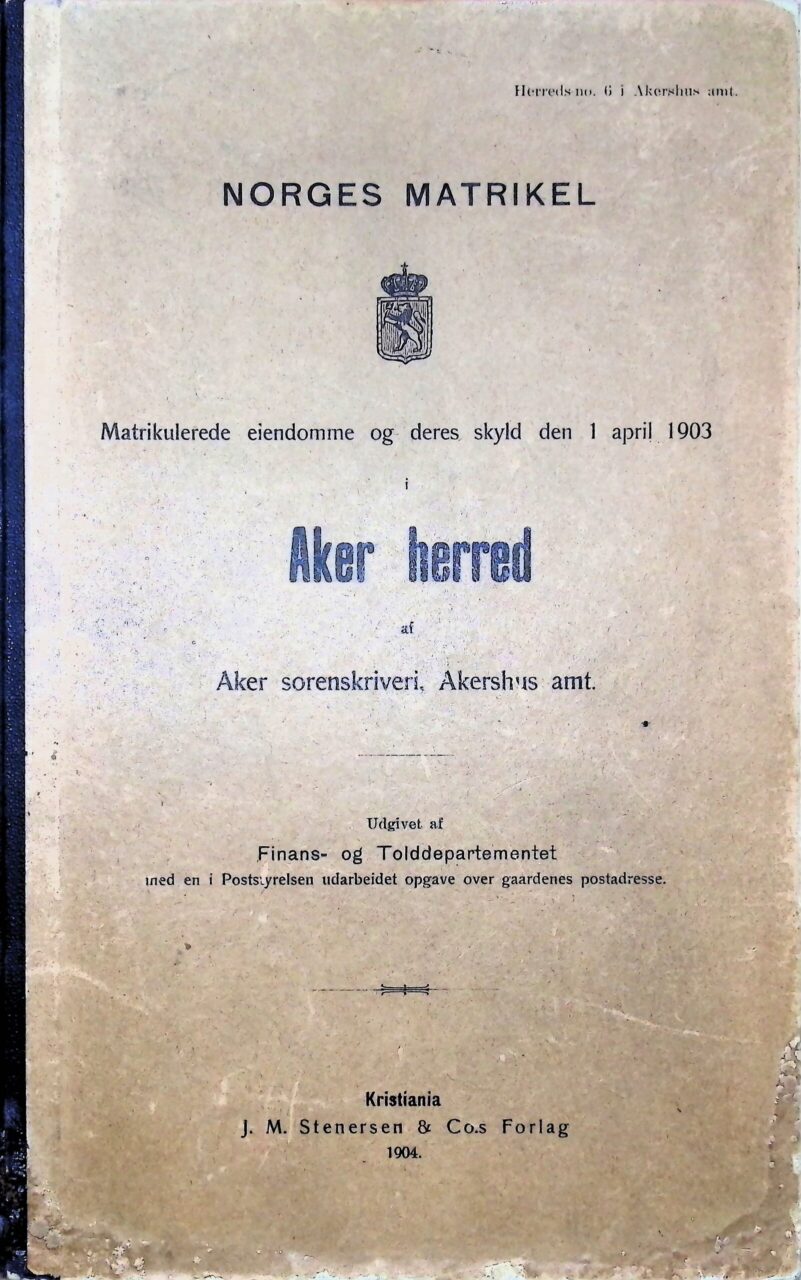 Herreds-no. 6 i Akershus amt.
NORGES MATRIKEL
Matrikulerede eiendomme og deres skyld den 1 april 1903
i
Aker herred
af
Aker sorenskriveri, Akershus amt.
Udgivet af
Finans- og Tolddepartementet
med en i Poststyrelsen udarbeidet opgave over gaardenes postadresse.
Kristiania
J. M. Stenersen & Co.s Forlag
1904.